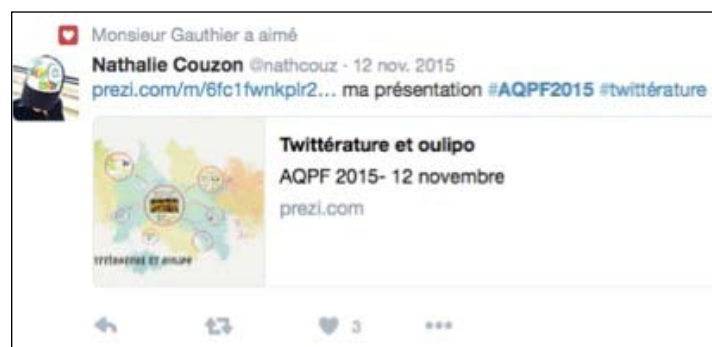 Monsieur Gauthier a aimé
Nathalie Couzon @nathcouz · 12 nov. 2015
prezi.com/m/6fc1fwnkplr2... ma présentation #AQPF2015 #twittérature
Twittérature et oulipo
AQPF 2015- 12 novembre
prezi.com
TWITTÉRATURE ET OULIPO
3